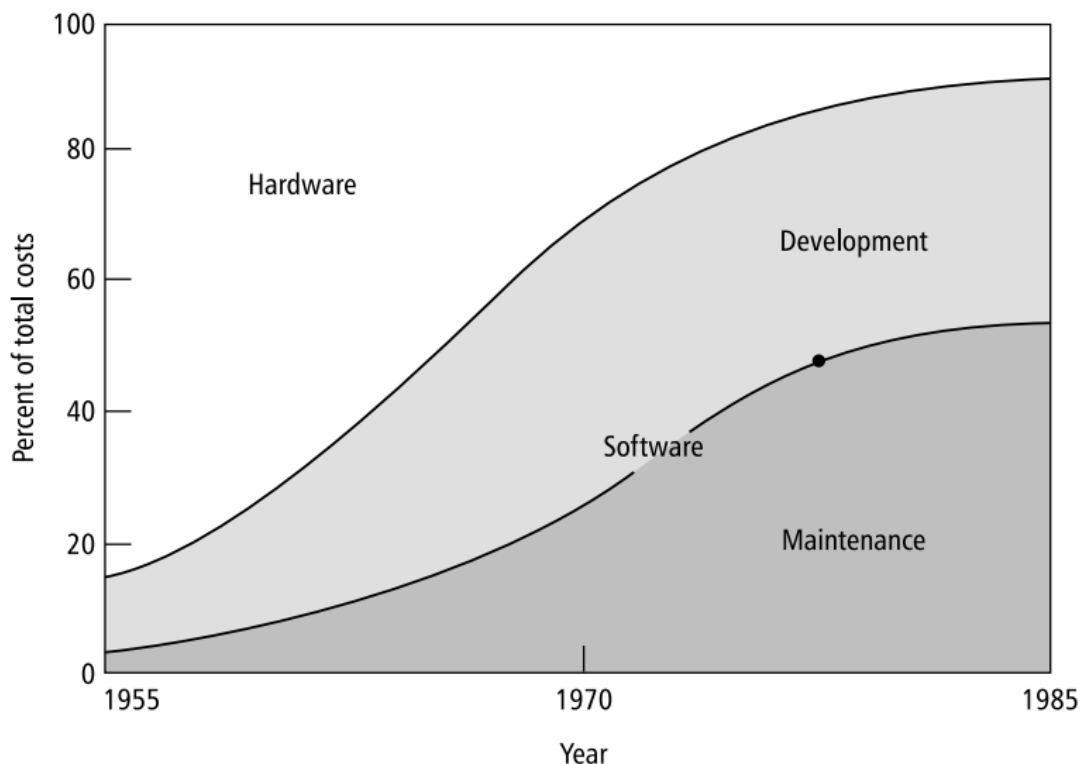 100
80
60
40
20
0
Percent of total costs
Hardware
Development
Software
Maintenance
1955
1970
1985
Year